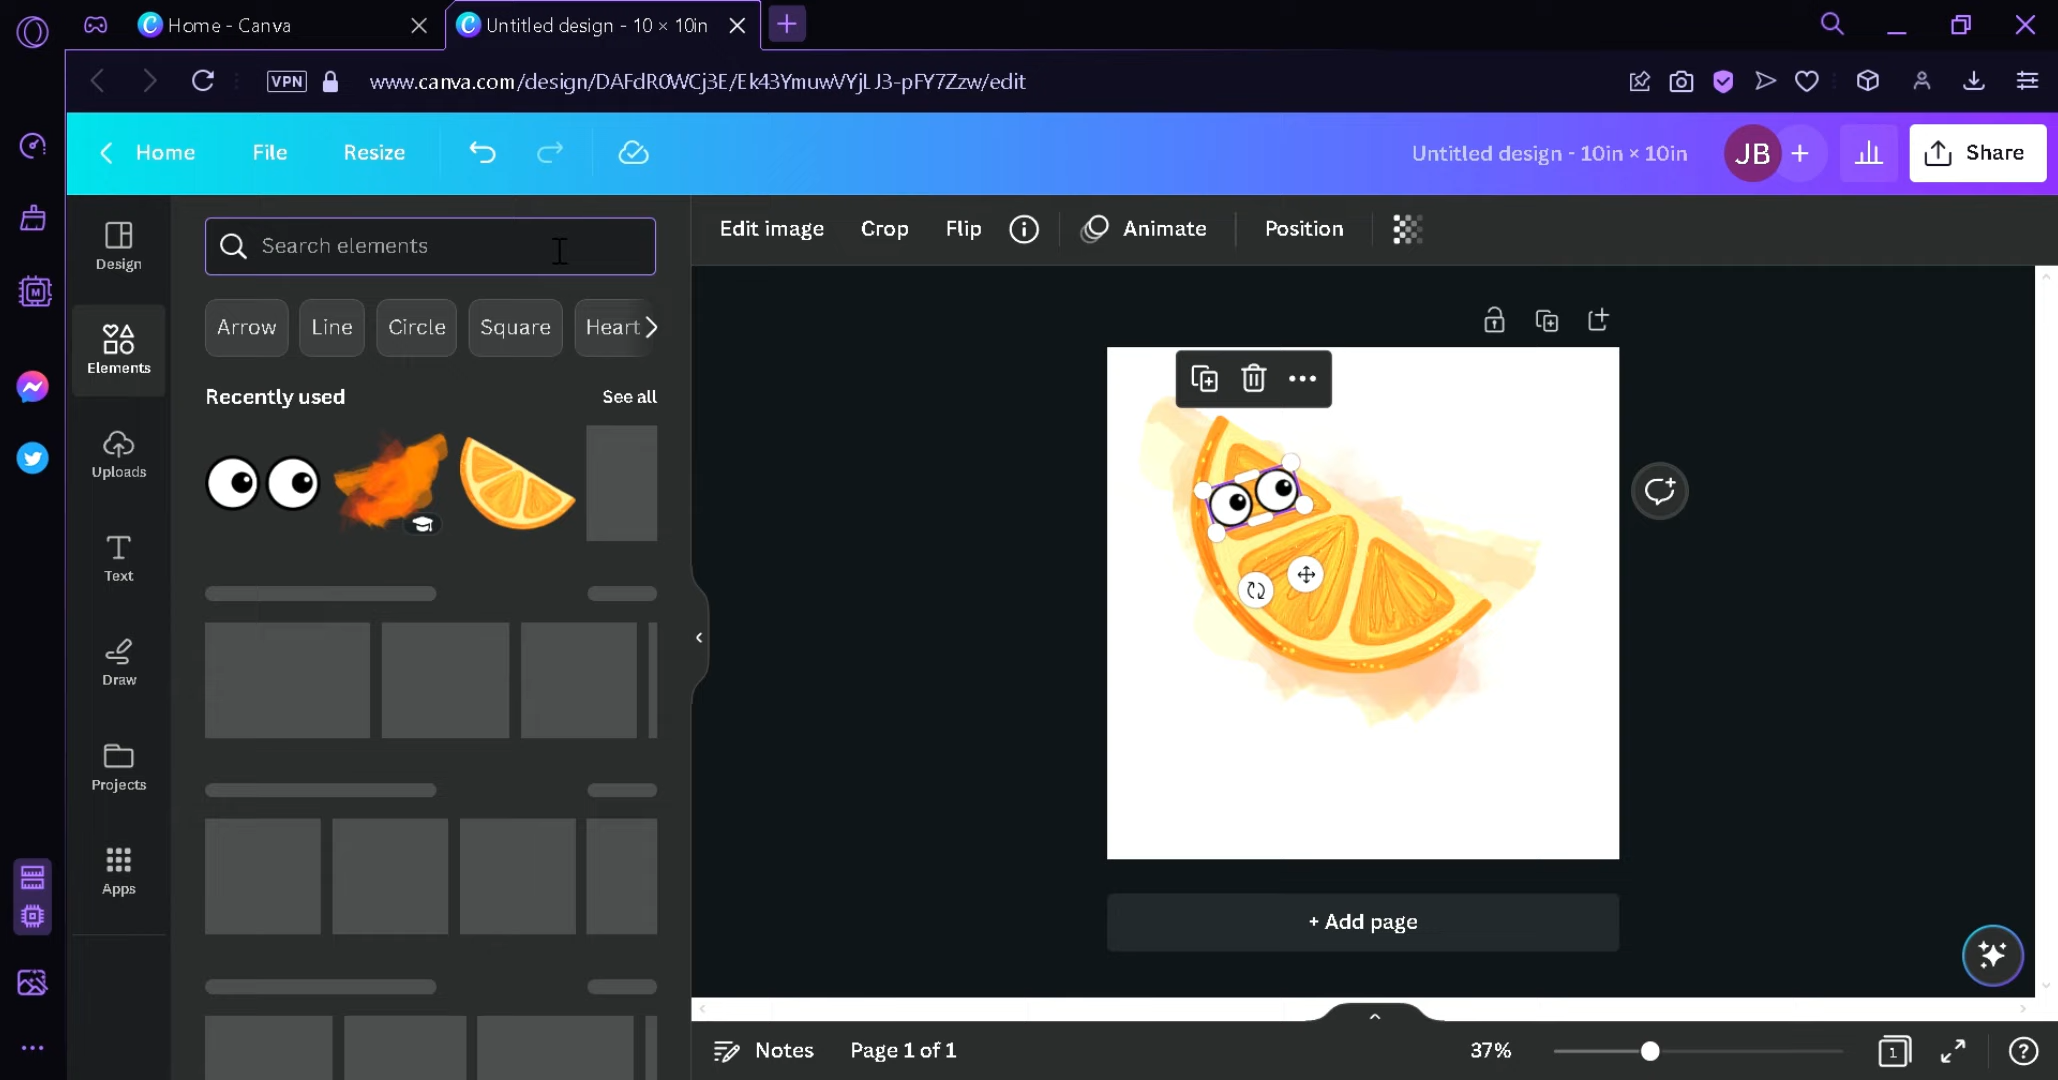 Home - Canva
Untitled design - 10 × 10in
VPN
www.canva.com/design/DAFdR0WCj3E/Ek43YmuwVYjLJ3-pFY7Zzw/edit
Home File Resize
Untitled design - 10in × 10in
JB
Share
Design
Elements
Uploads
Text
Draw
Projects
Apps
Search elements
Arrow Line Circle Square Heart
Recently used See all
Edit image Crop Flip Animate Position
+ Add page
Notes Page 1 of 1
37%
1
M